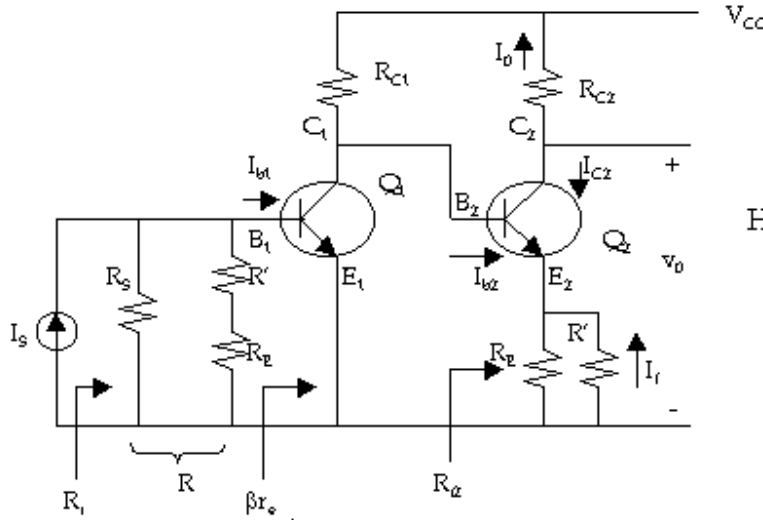 V_CC
I_0
R_C1
R_C2
C_1
C_2
I_b1
Q_1
I_C2
+
B_2
H
B_1
Q_2
v_0
R_S
R'
E_1
I_b2
E_2
I_S
R_E
R_E
R'
I_f
-
R_i
R
βr_e
R_i2